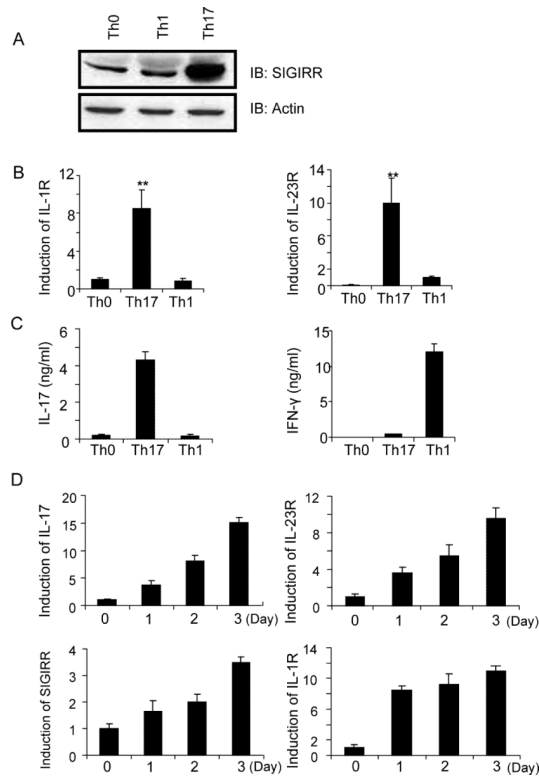 A
Th0 Th1 Th17
IB: SIGIRR
IB: Actin
B
Induction of IL-1R
12
8
4
0
**
Th0 Th17 Th1
Induction of IL-23R
14
12
10
8
6
4
2
0
**
Th0 Th17 Th1
C
IL-17 (ng/ml)
6
4
2
0
Th0 Th17 Th1
IFN-γ (ng/ml)
15
10
5
0
Th0 Th17 Th1
D
Induction of IL-17
20
15
10
5
0
0 1 2 3 (Day)
Induction of IL-23R
12
8
4
0
0 1 2 3 (Day)
Induction of SIGIRR
4
3
2
1
0
0 1 2 3 (Day)
Induction of IL-1R
14
10
7
4
1
0 1 2 3 (Day)